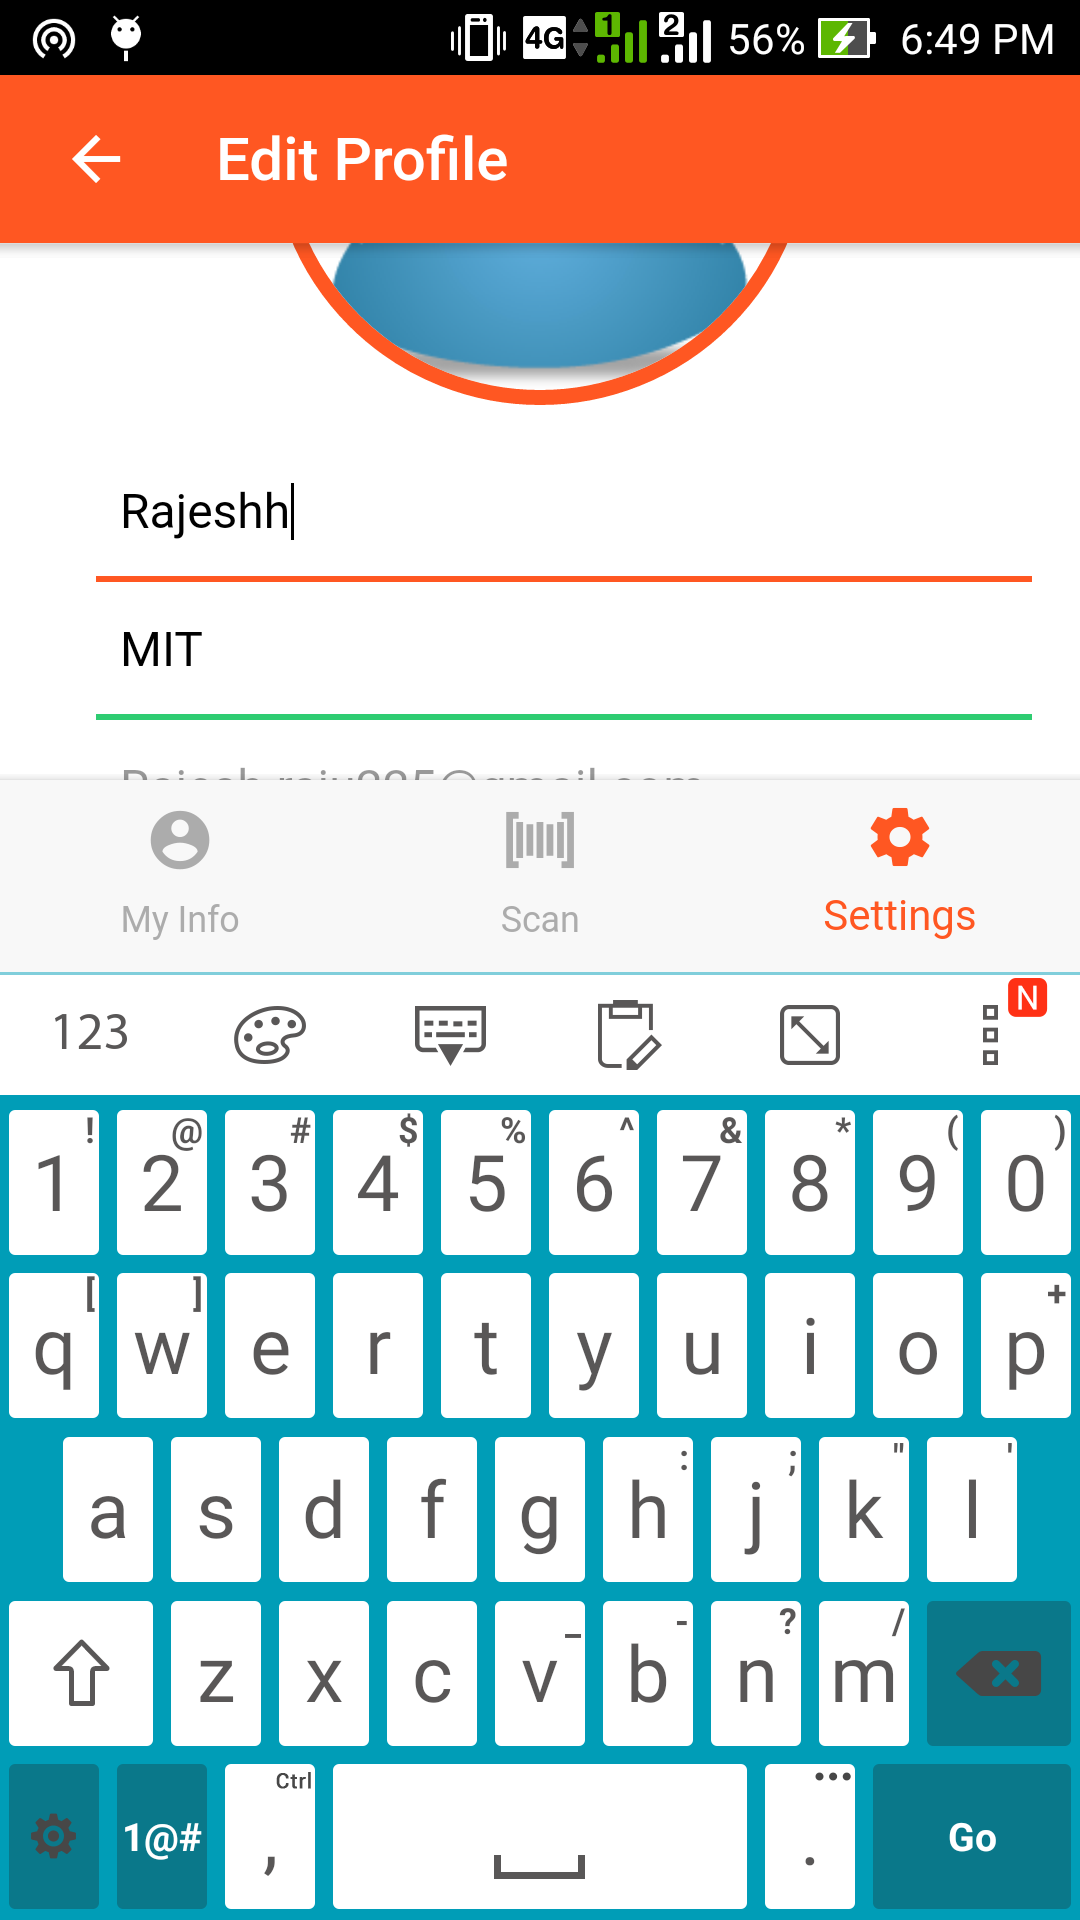 4G 1 2 56% 6:49 PM
Edit Profile
Rajeshh
MIT
My Info Scan Settings
123 N
! @ # $ % ^ & * ( )
1 2 3 4 5 6 7 8 9 0
[ ] +
q w e r t y u i o p
: ; " '
a s d f g h j k l
_ - ? /
z x c v b n m
Ctrl •••
1@# , . Go